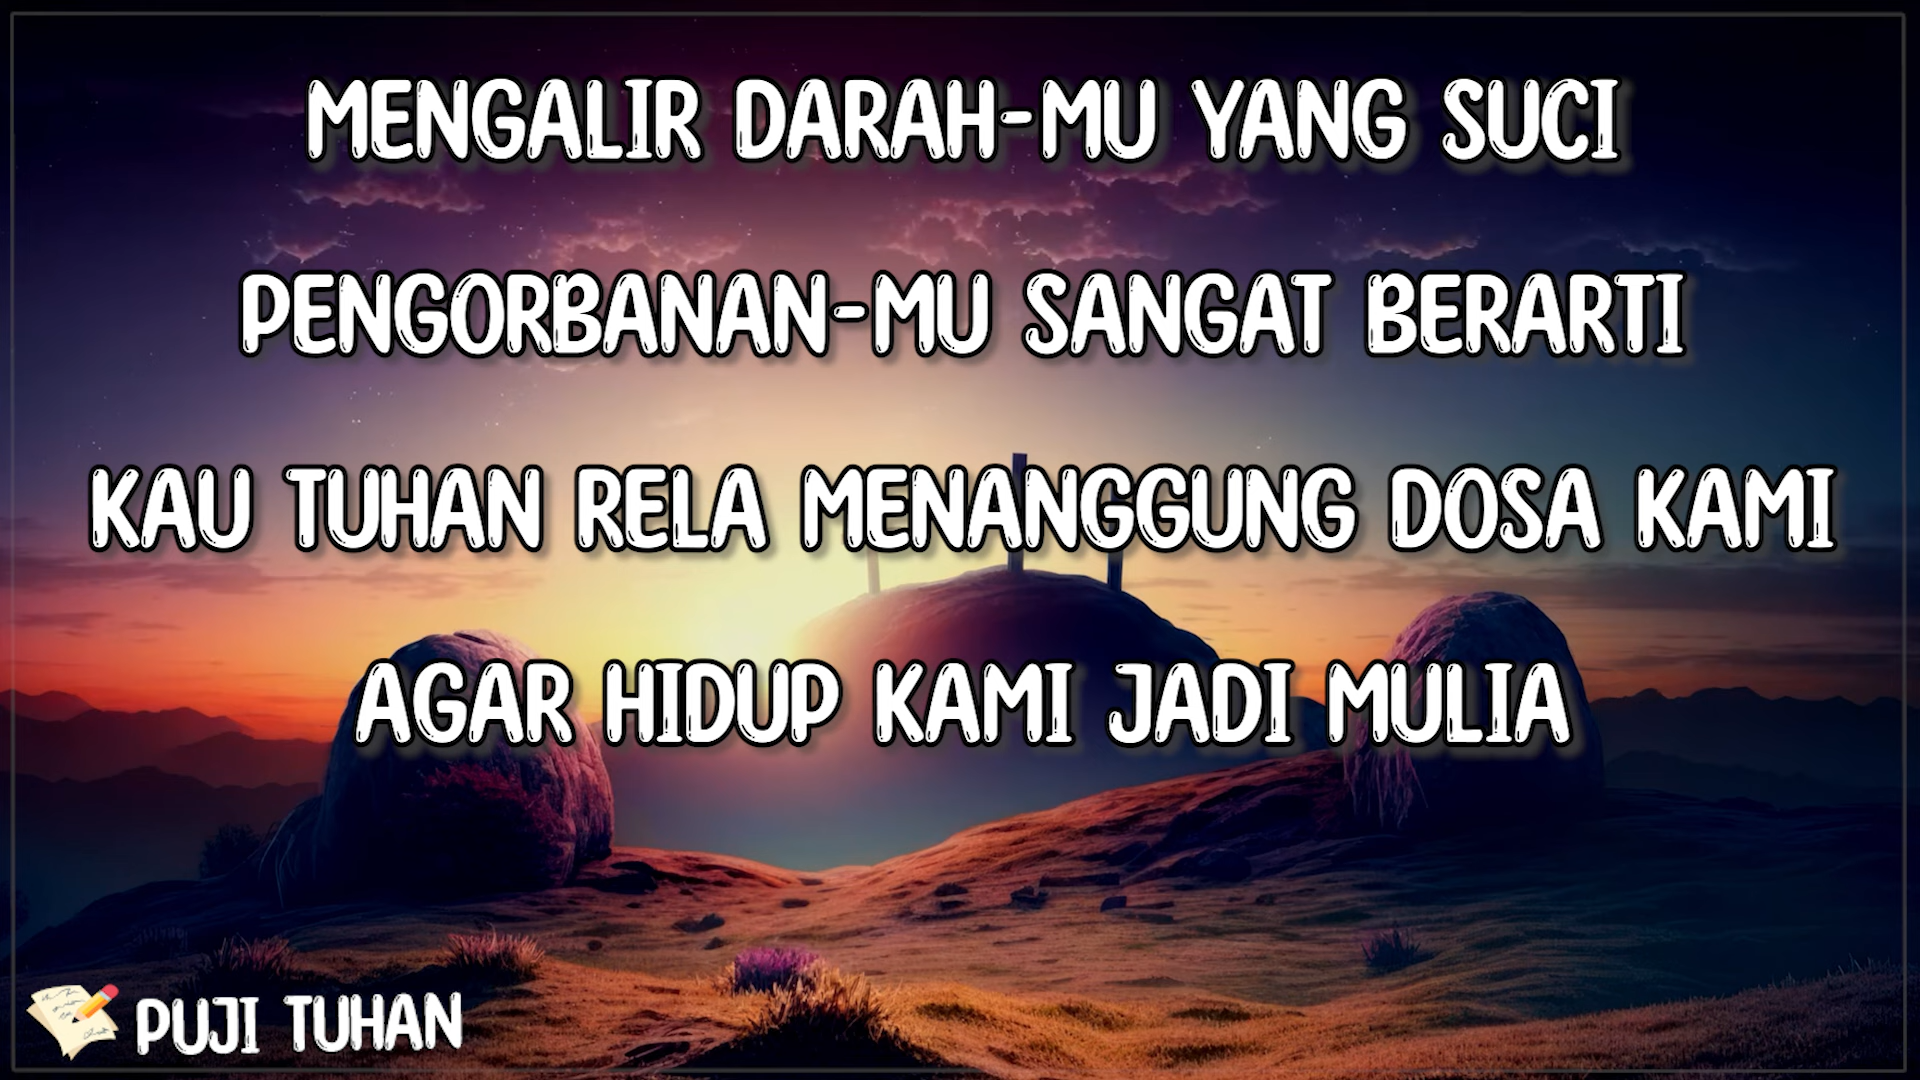 MENGALIR DARAH-MU YANG SUCI
PENGORBANAN-MU SANGAT BERARTI
KAU TUHAN RELA MENANGGUNG DOSA KAMI
AGAR HIDUP KAMI JADI MULIA
PUJI TUHAN